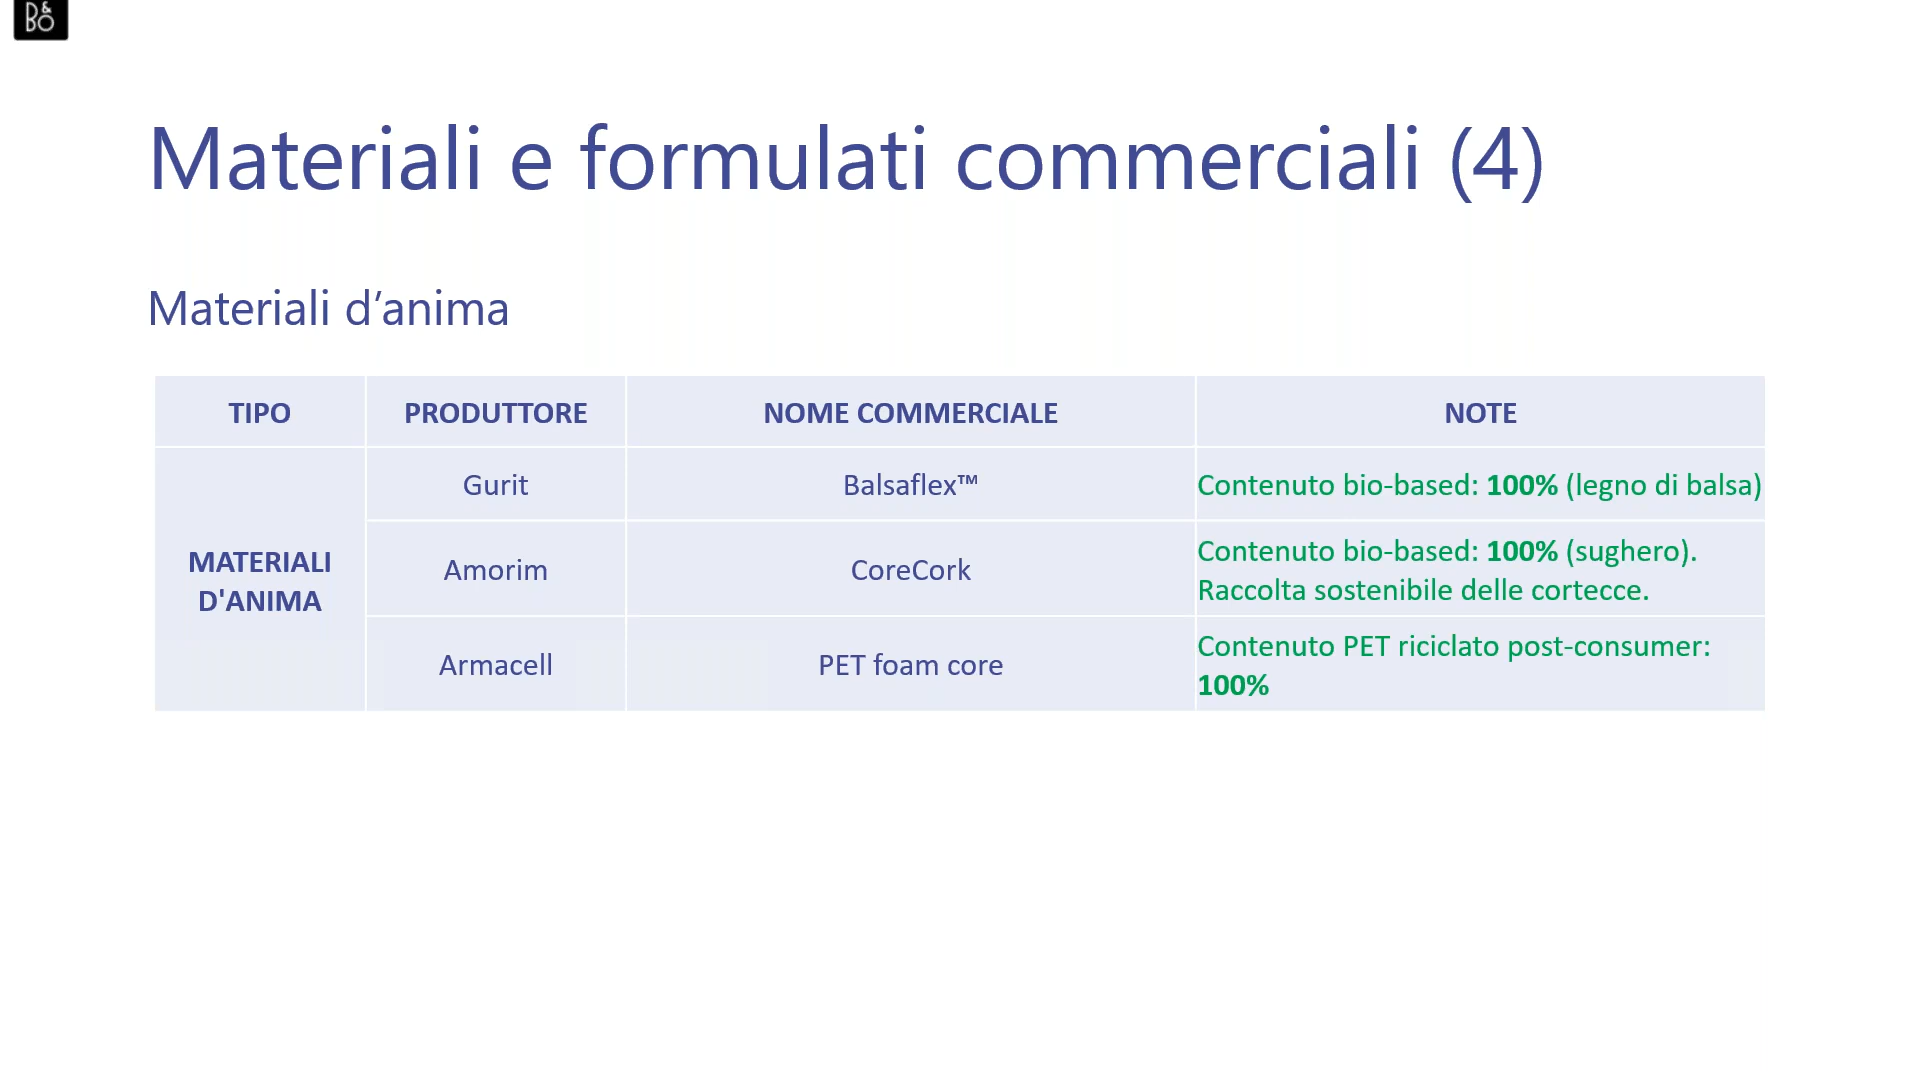 B&O
Materiali e formulati commerciali (4)
Materiali d’anima
TIPO PRODUTTORE NOME COMMERCIALE NOTE
MATERIALI
D'ANIMA
Gurit Balsaflex™ Contenuto bio-based: 100% (legno di balsa)
Amorim CoreCork Contenuto bio-based: 100% (sughero).
Raccolta sostenibile delle cortecce.
Armacell PET foam core Contenuto PET riciclato post-consumer:
100%